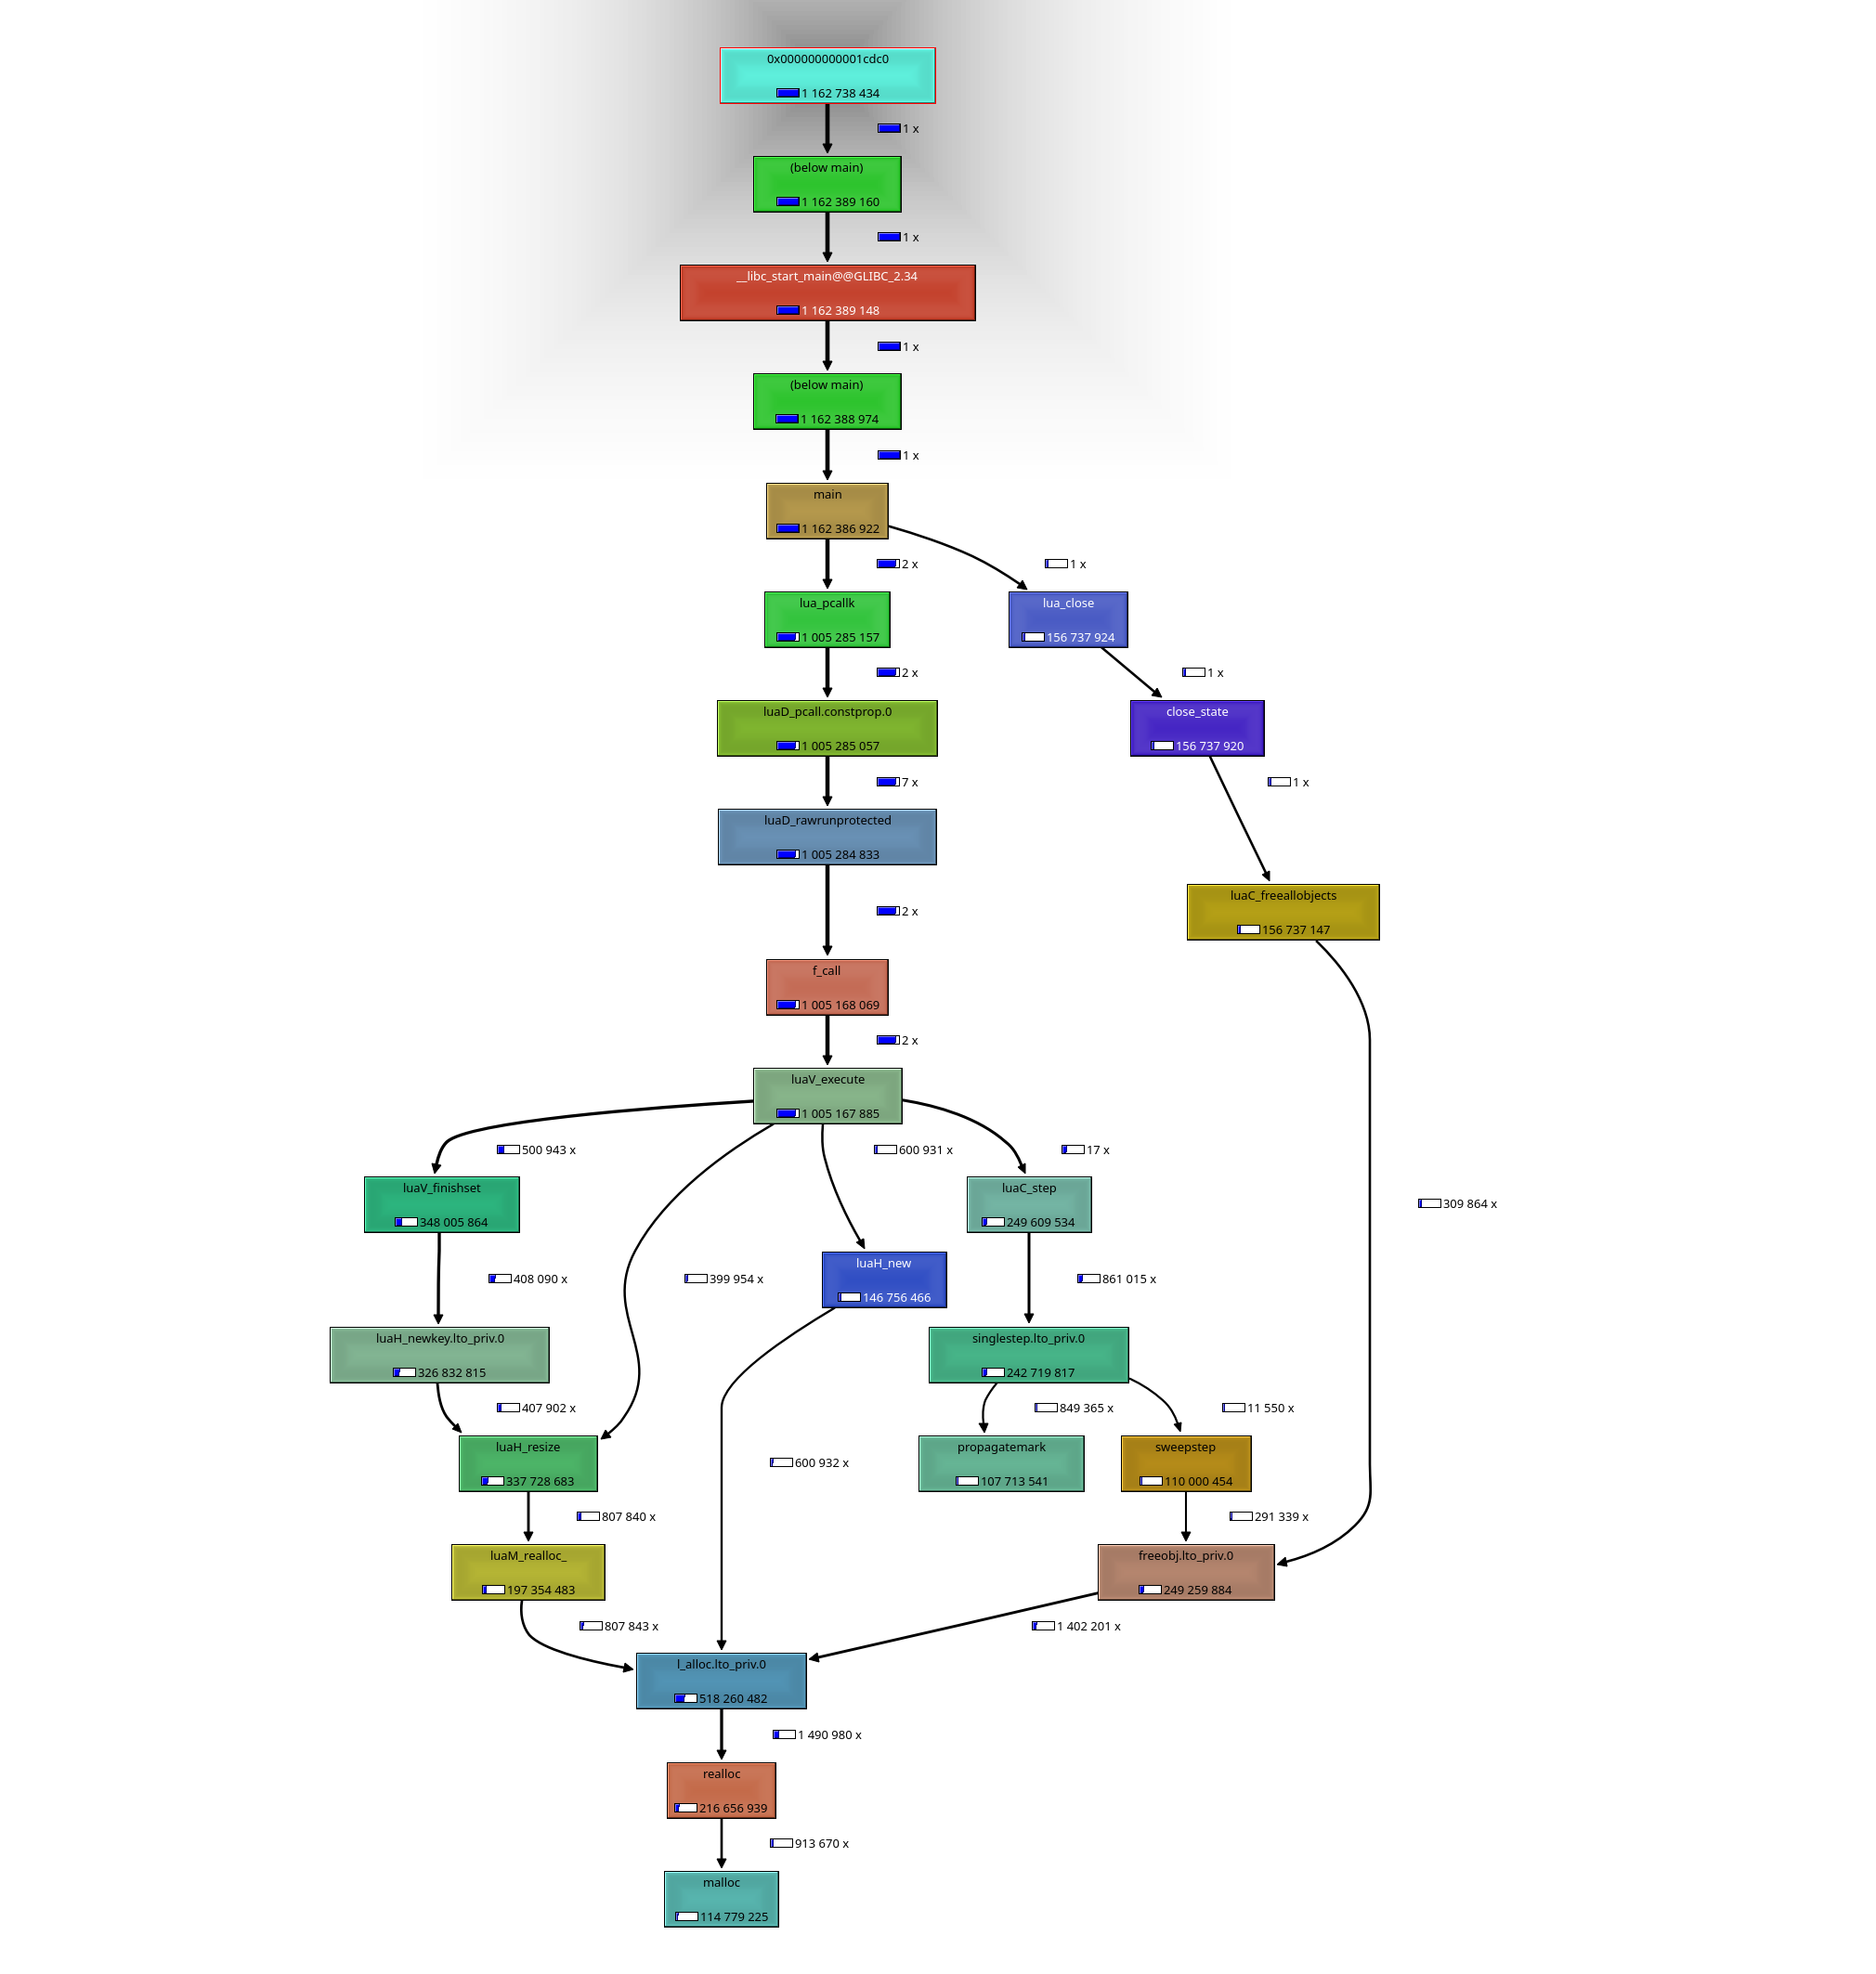 0x000000000001cdc0
1 162 738 434
1 x
(below main)
1 162 389 160
1 x
__libc_start_main@@GLIBC_2.34
1 162 389 148
1 x
(below main)
1 162 388 974
1 x
main
1 162 386 922
2 x
1 x
lua_pcallk
1 005 285 157
lua_close
156 737 924
2 x
1 x
luaD_pcall.constprop.0
1 005 285 057
close_state
156 737 920
7 x
1 x
luaD_rawrunprotected
1 005 284 833
2 x
luaC_freeallobjects
156 737 147
f_call
1 005 168 069
2 x
luaV_execute
1 005 167 885
500 943 x
600 931 x
17 x
luaV_finishset
348 005 864
luaC_step
249 609 534
309 864 x
luaH_new
146 756 466
408 090 x
399 954 x
861 015 x
luaH_newkey.lto_priv.0
326 832 815
singlestep.lto_priv.0
242 719 817
407 902 x
849 365 x
11 550 x
luaH_resize
337 728 683
600 932 x
propagatemark
107 713 541
sweepstep
110 000 454
807 840 x
291 339 x
luaM_realloc_
197 354 483
freeobj.lto_priv.0
249 259 884
807 843 x
1 402 201 x
l_alloc.lto_priv.0
518 260 482
1 490 980 x
realloc
216 656 939
913 670 x
malloc
114 779 225